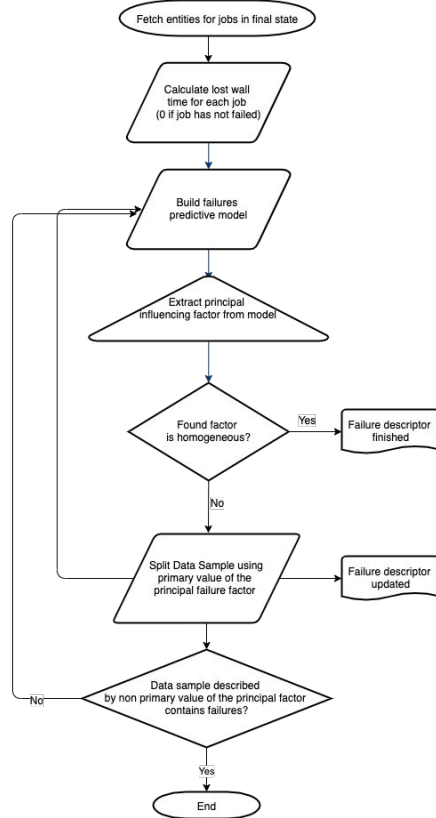 Fetch entities for jobs in final state
Calculate lost wall
time for each job
(0 if job has not failed)
Build failures
predictive model
Extract principal
influencing factor from model
Found factor
is homogeneous?
Yes
Failure descriptor
finished
No
Split Data Sample using
primary value of the
principal failure factor
Failure descriptor
updated
Data sample described
by non primary value of the principal factor
contains failures?
No
Yes
End